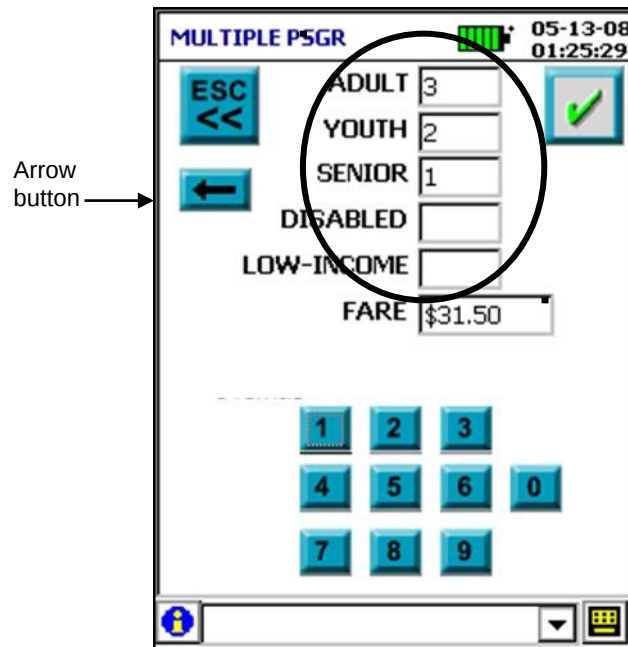 MULTIPLE PSGR 05-13-08
01:25:29
ESC
<<
ADULT 3
YOUTH 2
SENIOR 1
Arrow
button
DISABLED
LOW-INCOME
FARE $31.50
1 2 3
4 5 6 0
7 8 9